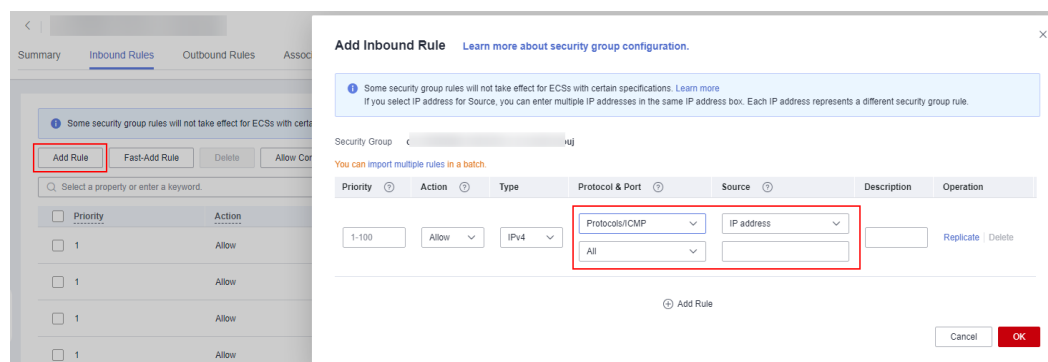 Summary Inbound Rules Outbound Rules Assoc
Some security group rules will not take effect for ECSs with certa
Add Rule Fast-Add Rule Delete Allow Cor
Select a property or enter a keyword.
Priority Action
1 Allow
1 Allow
1 Allow
1 Allow
Add Inbound Rule Learn more about security group configuration.
Some security group rules will not take effect for ECSs with certain specifications. Learn more
If you select IP address for Source, you can enter multiple IP addresses in the same IP address box. Each IP address represents a different security group rule.
Security Group
You can import multiple rules in a batch.
Priority Action Type Protocol & Port Source Description Operation
1-100 Allow IPv4 Protocols/ICMP IP address Replicate Delete
All
Add Rule
Cancel OK